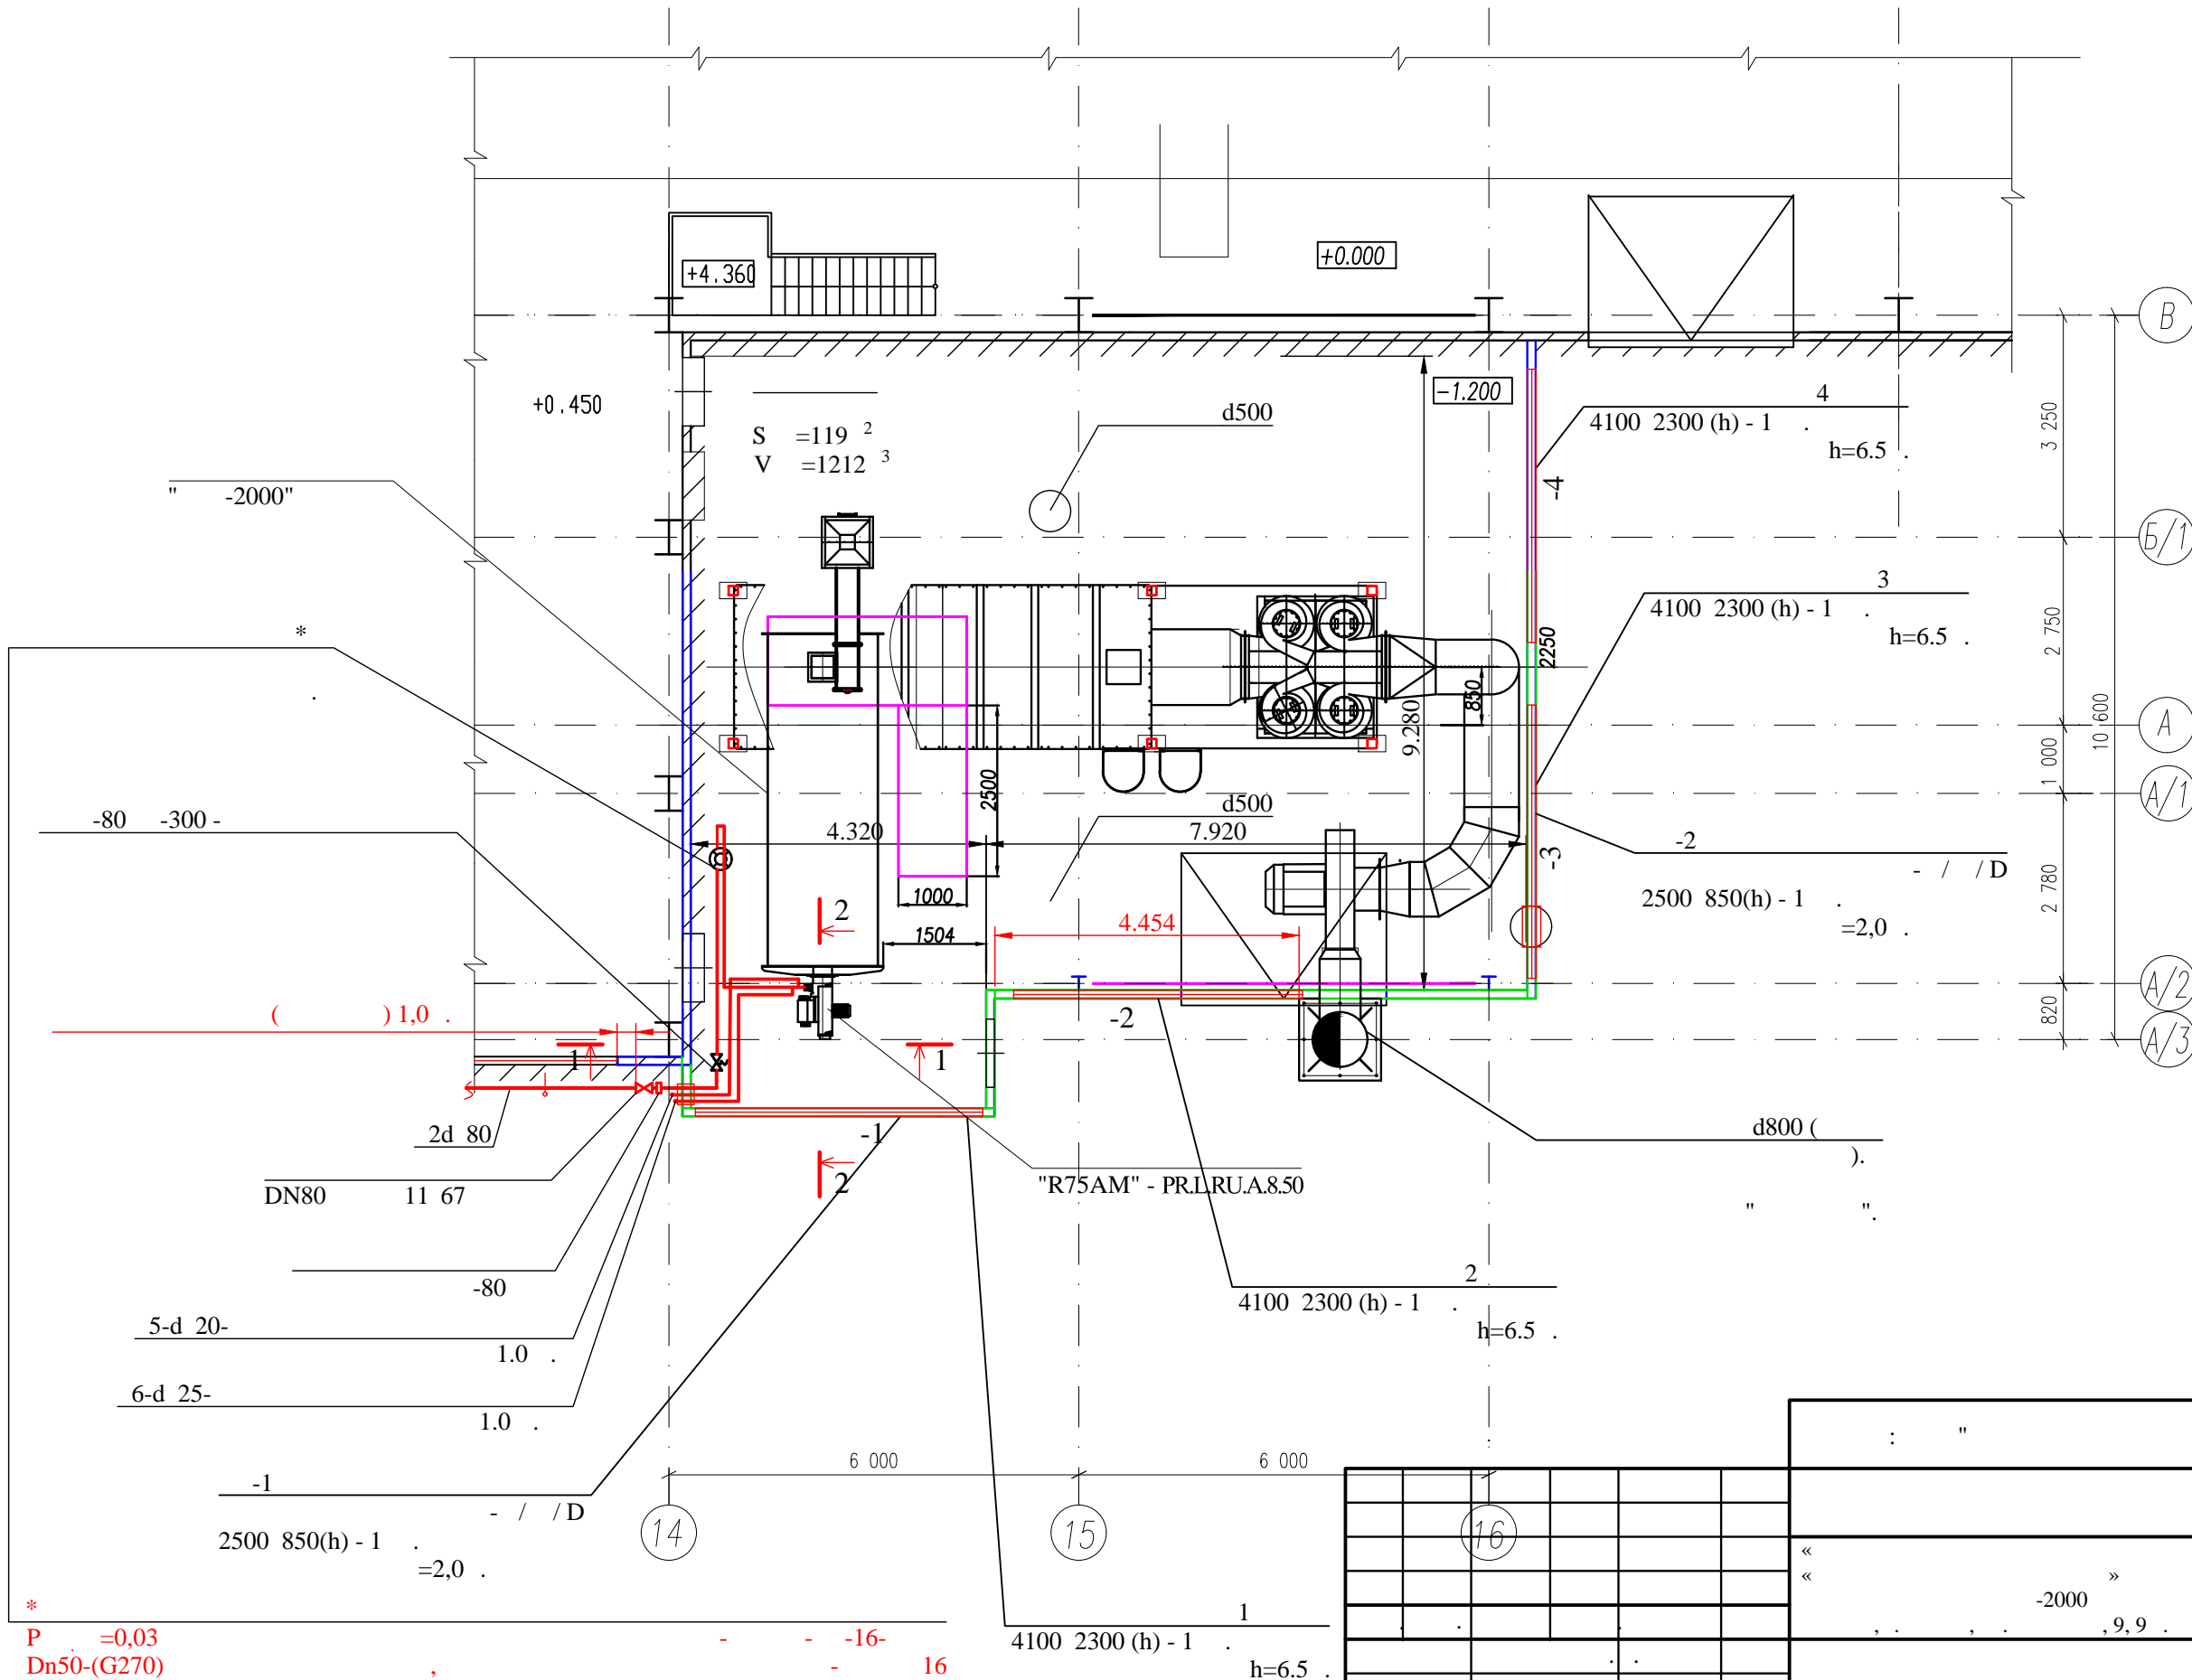 +4.360
+0.000
В
-1.200
+0.450
d500
4
4100 2300 (h) - 1 .
h=6.5 .
3 250
S =119 2
V =1212 3
" -2000"
-4
Б/1
3
4100 2300 (h) - 1 .
h=6.5 .
2 750
*
.
2250
850
9.280
10 600
А
2500
1 000
А/1
-80 -300 -
4.320
d500
7.920
-3
-2
- / / D
2500 850(h) - 1 .
=2,0 .
2 780
1000
2
1504
4.454
А/2
( ) 1,0 .
-2
820
А/3
1
1
2d 80
-1
d800 (
).
DN80 11 67
2
"R75AM" - PR.L.RU.A.8.50
" ".
-80
2
4100 2300 (h) - 1 .
h=6.5 .
5-d 20-
1.0 .
6-d 25-
1.0 .
6 000
6 000
: "
-1
- / / D
2500 850(h) - 1 .
=2,0 .
14
15
16
«
« »
-2000
, . , . , 9, 9 .
*
P . =0,03 - - -16-
Dn50-(G270) , - 16
1
4100 2300 (h) - 1 .
h=6.5 .